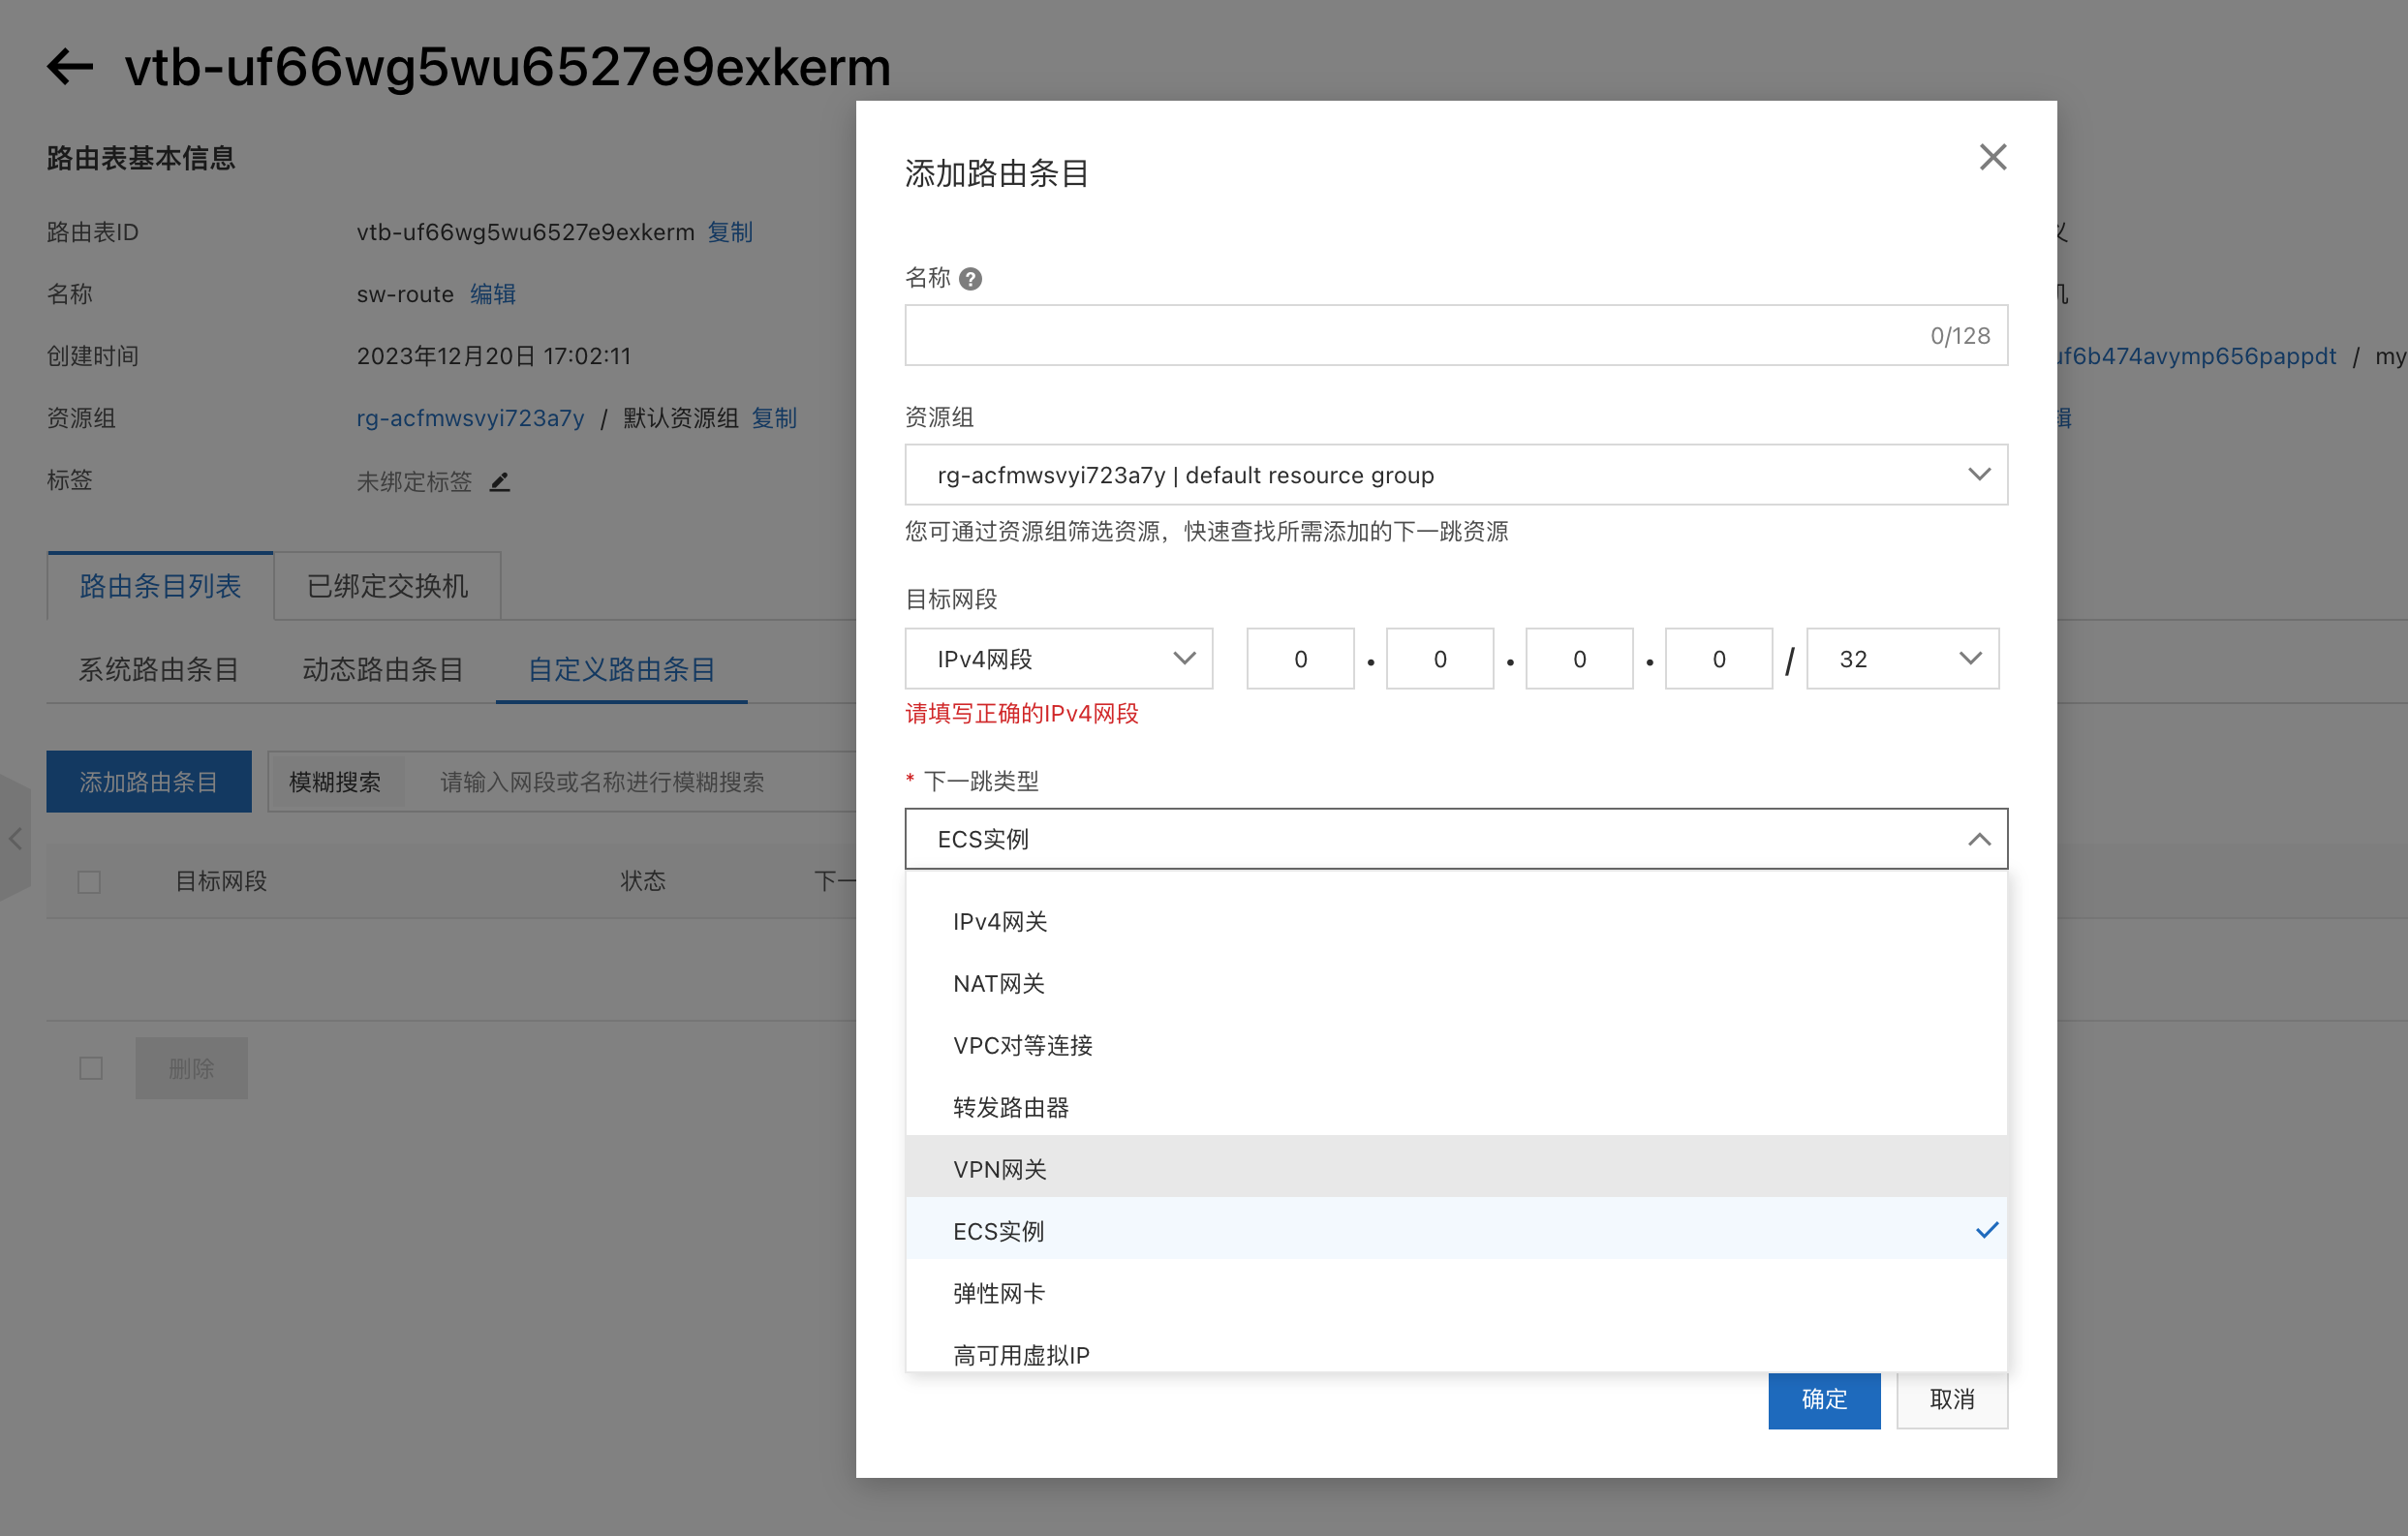 vtb-uf66wg5wu6527e9exkerm
路由表基本信息
路由表ID vtb-uf66wg5wu6527e9exkerm 复制
名称 sw-route 编辑
创建时间 2023年12月20日 17:02:11
uf6b474avymp656pappdt / my
资源组 rg-acfmwsvyi723a7y / 默认资源组 复制
标签 未绑定标签
路由条目列表 已绑定交换机
系统路由条目 动态路由条目 自定义路由条目
添加路由条目 模糊搜索 请输入网段或名称进行模糊搜索
目标网段 状态 下一
删除
添加路由条目
名称 ?
0/128
资源组
rg-acfmwsvyi723a7y | default resource group
您可通过资源组筛选资源，快速查找所需添加的下一跳资源
目标网段
IPv4网段 0 . 0 . 0 . 0 / 32
请填写正确的IPv4网段
* 下一跳类型
ECS实例
IPv4网关
NAT网关
VPC对等连接
转发路由器
VPN网关
ECS实例
弹性网卡
高可用虚拟IP
确定 取消